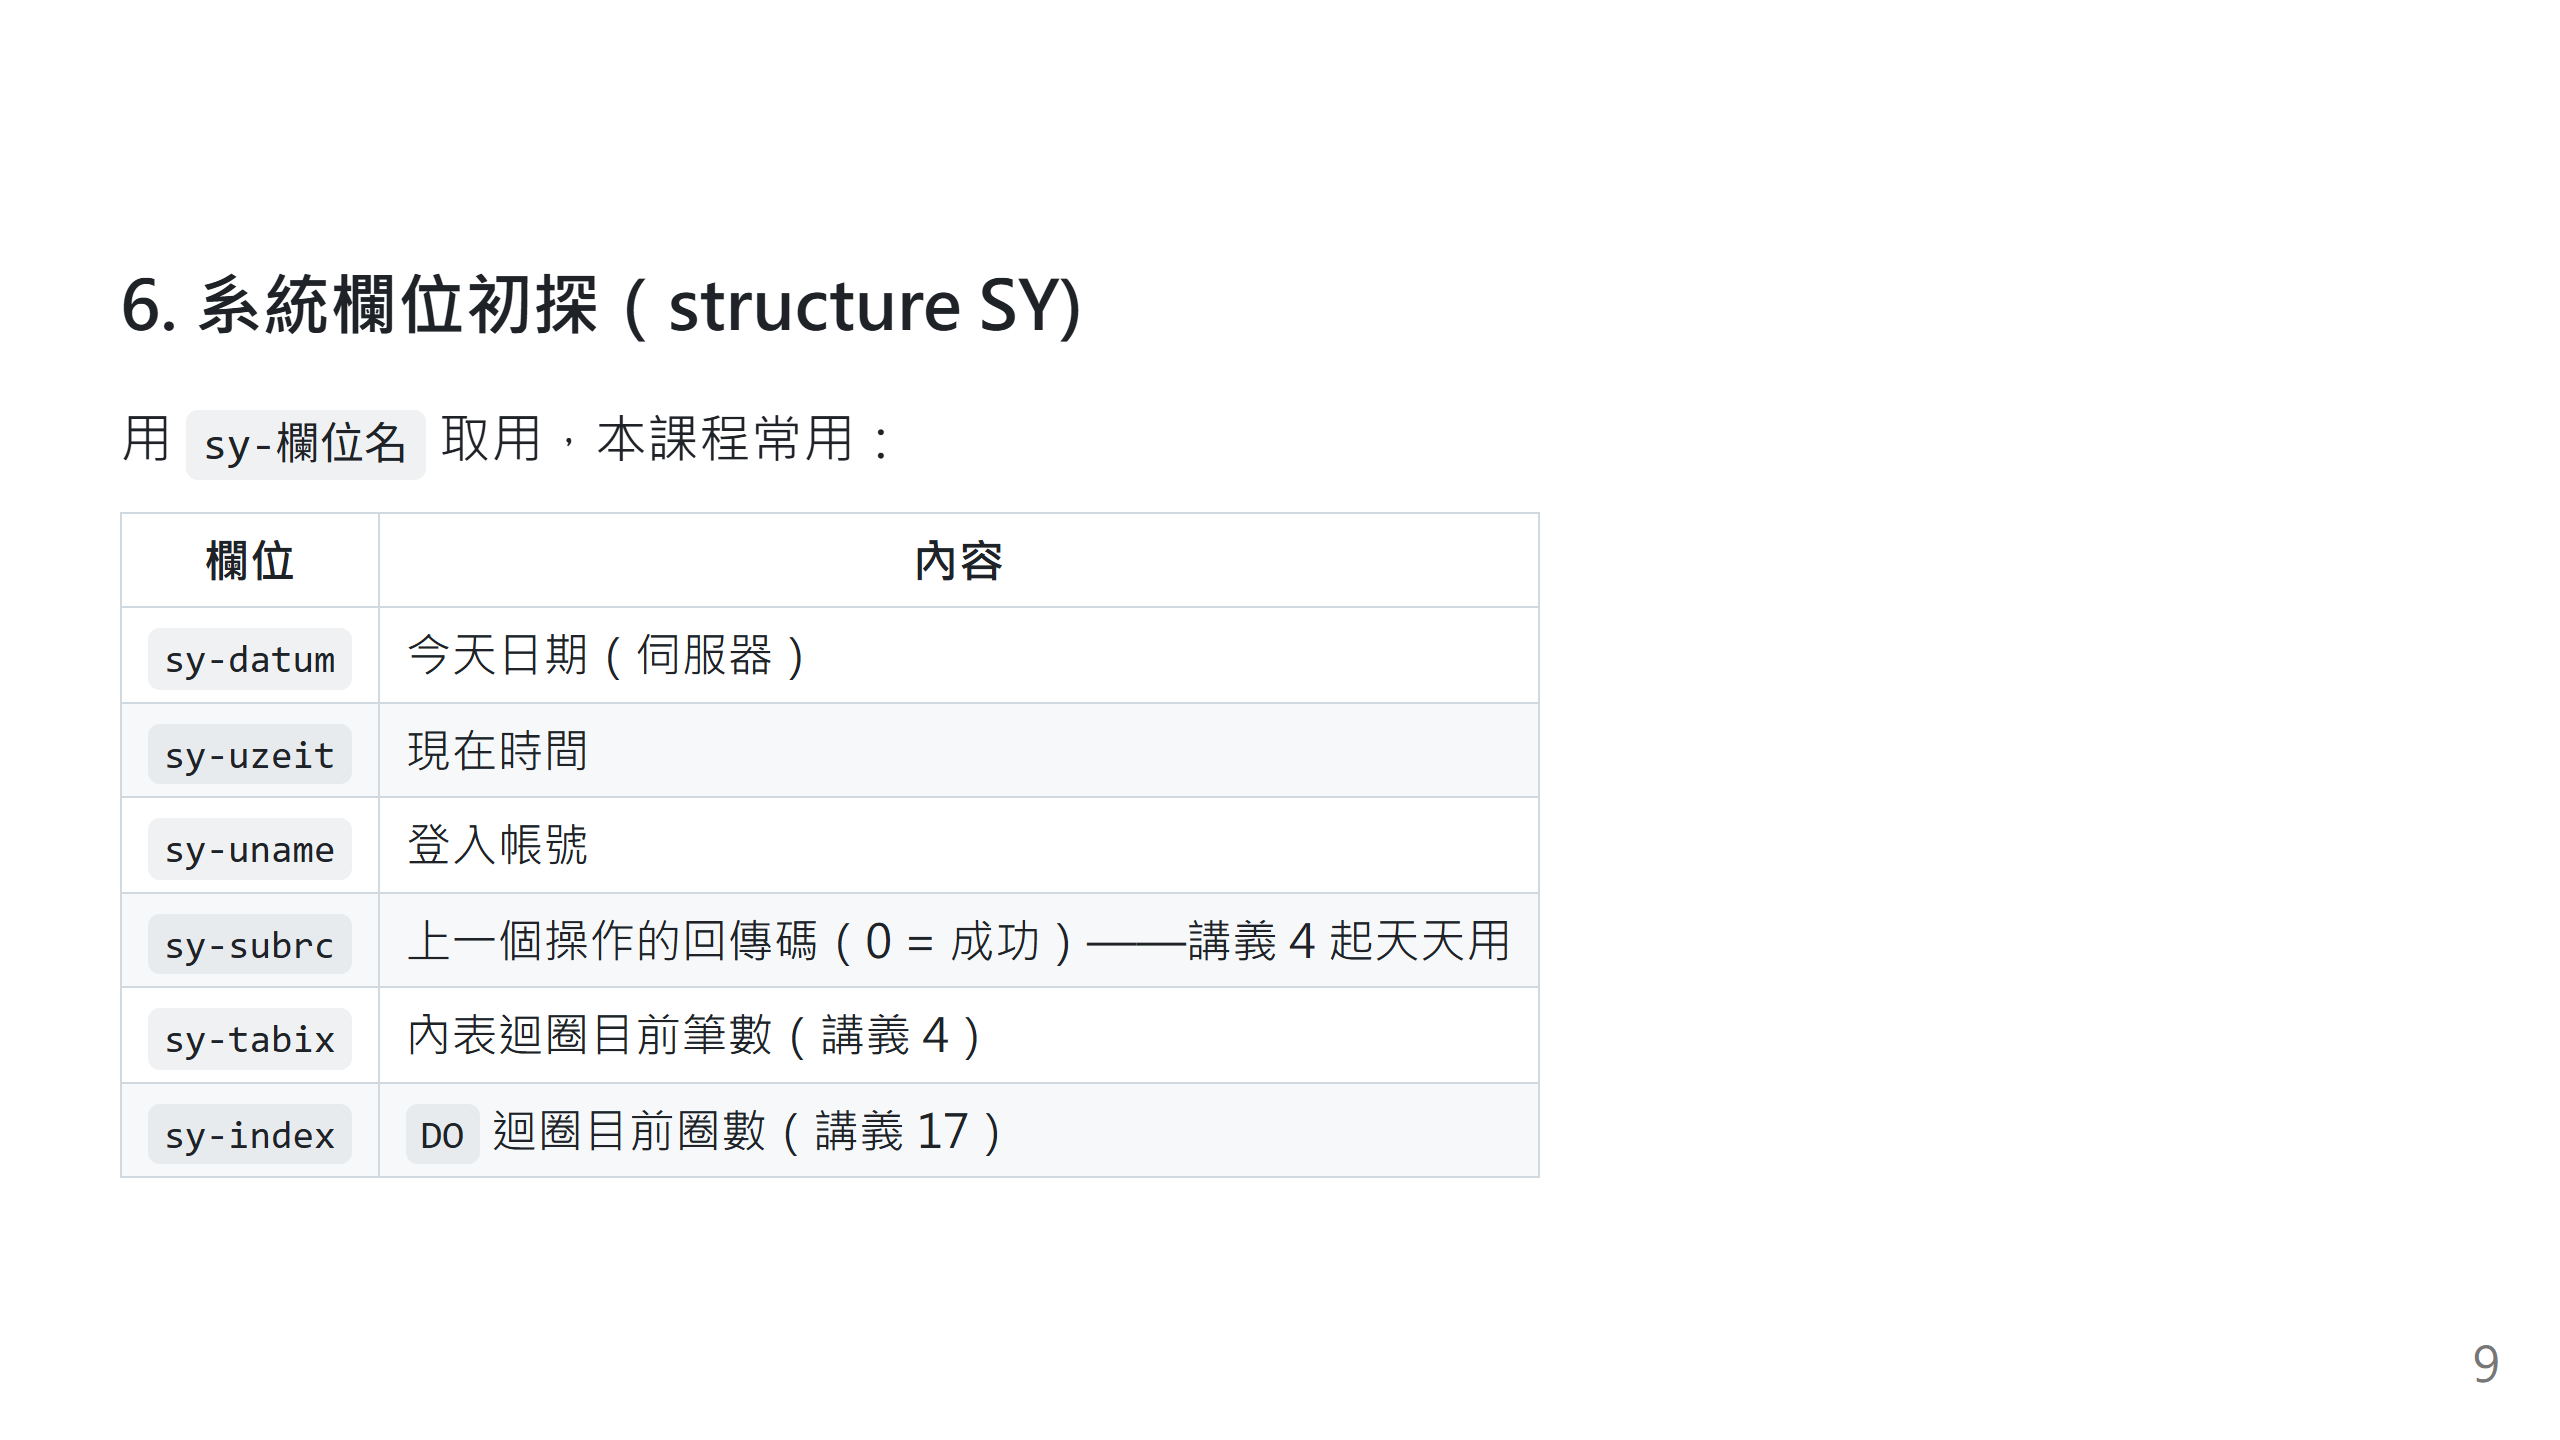 6. 系統欄位初探 ( structure SY)
用 sy-欄位名 取用，本課程常用：
欄位 內容
sy-datum 今天日期（伺服器）
sy-uzeit 現在時間
sy-uname 登入帳號
sy-subrc 上一個操作的回傳碼（0 = 成功）——講義 4 起天天用
sy-tabix 內表迴圈目前筆數（講義 4）
sy-index DO 迴圈目前圈數（講義 17）
9